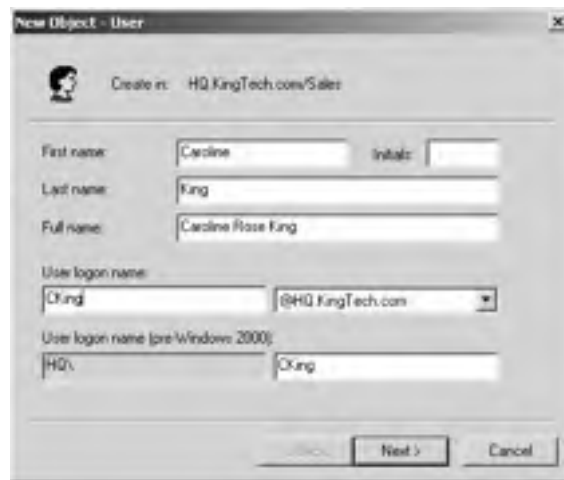 New Object - User
Create in: HQ.KingTech.com/Sales
First name: Caroline Initials:
Last name: King
Full name: Caroline Rose King
User logon name:
CKing @HQ.KingTech.com
User logon name (pre-Windows 2000):
HQ\ CKing
Next > Cancel